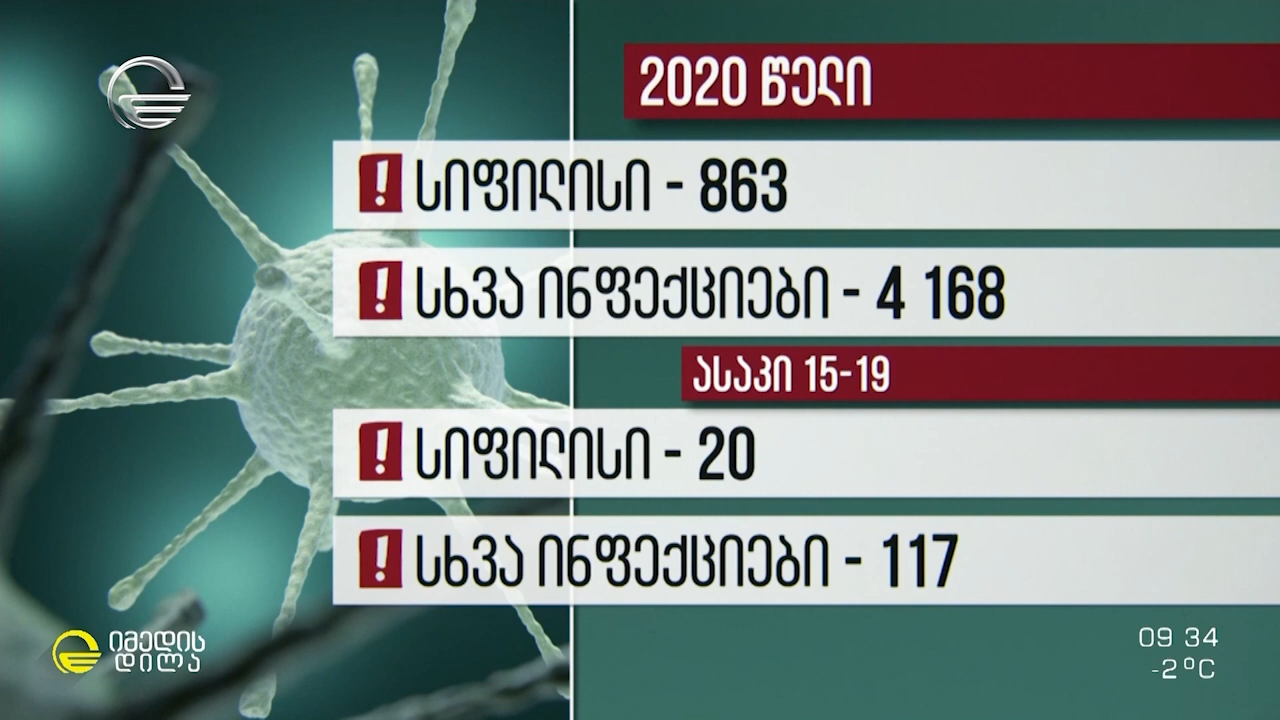 2020 წელი
! სიფილისი - 863
! სხვა ინფექციები - 4 168
ასაკი 15-19
! სიფილისი - 20
! სხვა ინფექციები - 117
იმედის
დილა
09 34
-2°C